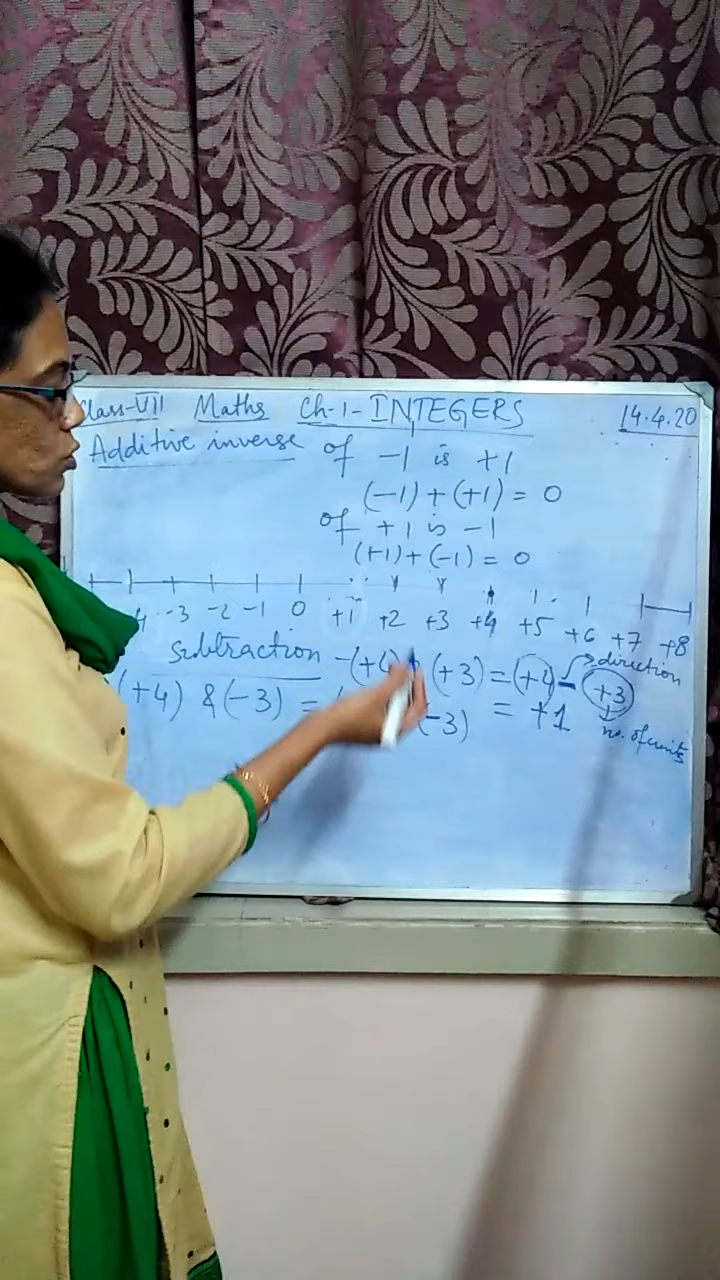 Class-VII Maths Ch-1-INTEGERS 14.4.20
Additive inverse of -1 is +1
(-1)+(+1) = 0
of +1 is -1
(+1)+(-1) = 0
-3 -2 -1 0 +1 +2 +3 +4 +5 +6 +7 +8
Subtraction -(+4) (+3) = (+4 - +3
direction
(+4) & (-3) = -3) = +1
no. of units